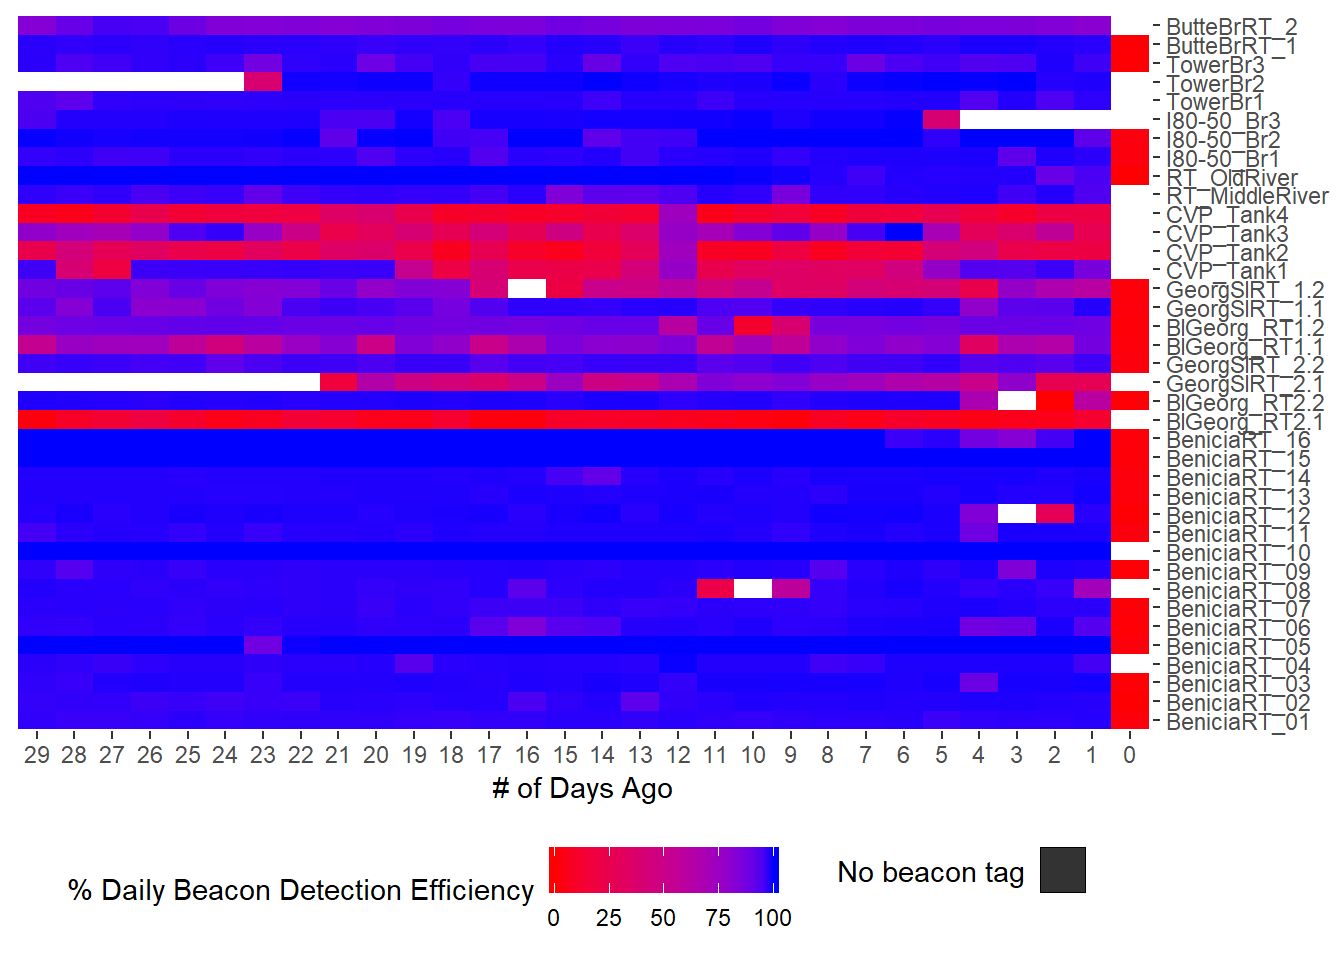 ButteBrRT_2
ButteBrRT_1
TowerBr3
TowerBr2
TowerBr1
I80-50_Br3
I80-50_Br2
I80-50_Br1
RT_OldRiver
RT_MiddleRiver
CVP_Tank4
CVP_Tank3
CVP_Tank2
CVP_Tank1
GeorgSlRT_1.2
GeorgSlRT_1.1
BlGeorg_RT1.2
BlGeorg_RT1.1
GeorgSlRT_2.2
GeorgSlRT_2.1
BlGeorg_RT2.2
BlGeorg_RT2.1
BeniciaRT_16
BeniciaRT_15
BeniciaRT_14
BeniciaRT_13
BeniciaRT_12
BeniciaRT_11
BeniciaRT_10
BeniciaRT_09
BeniciaRT_08
BeniciaRT_07
BeniciaRT_06
BeniciaRT_05
BeniciaRT_04
BeniciaRT_03
BeniciaRT_02
BeniciaRT_01
29 28 27 26 25 24 23 22 21 20 19 18 17 16 15 14 13 12 11 10 9 8 7 6 5 4 3 2 1 0
# of Days Ago
% Daily Beacon Detection Efficiency
0 25 50 75 100
No beacon tag